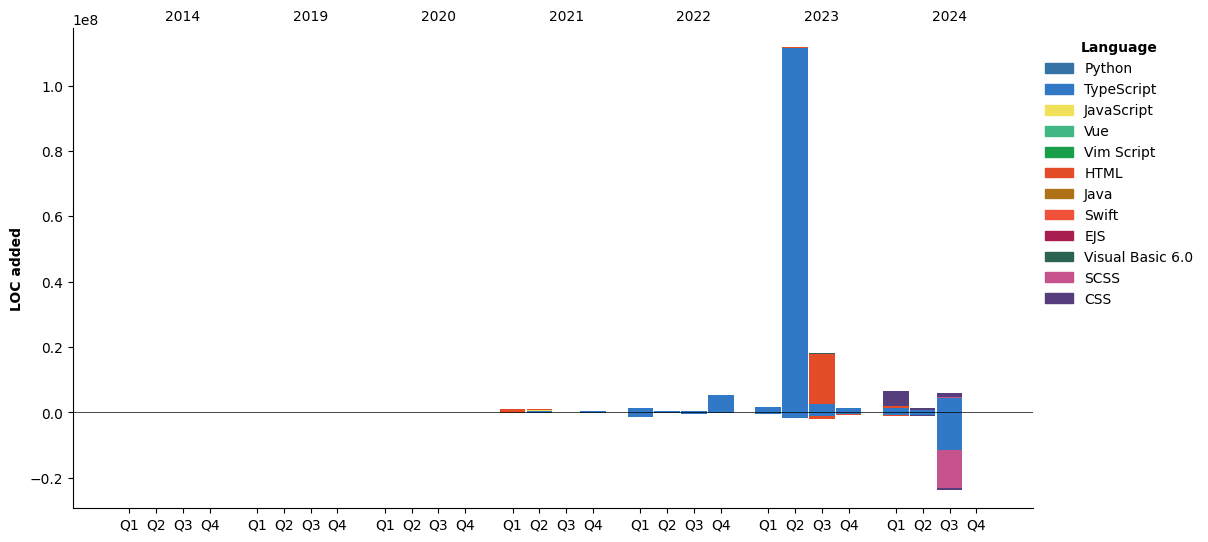 1e8
2014 2019 2020 2021 2022 2023 2024
LOC added
1.0
0.8
0.6
0.4
0.2
0.0
−0.2
Q1 Q2 Q3 Q4 Q1 Q2 Q3 Q4 Q1 Q2 Q3 Q4 Q1 Q2 Q3 Q4 Q1 Q2 Q3 Q4 Q1 Q2 Q3 Q4 Q1 Q2 Q3 Q4
Language
Python
TypeScript
JavaScript
Vue
Vim Script
HTML
Java
Swift
EJS
Visual Basic 6.0
SCSS
CSS